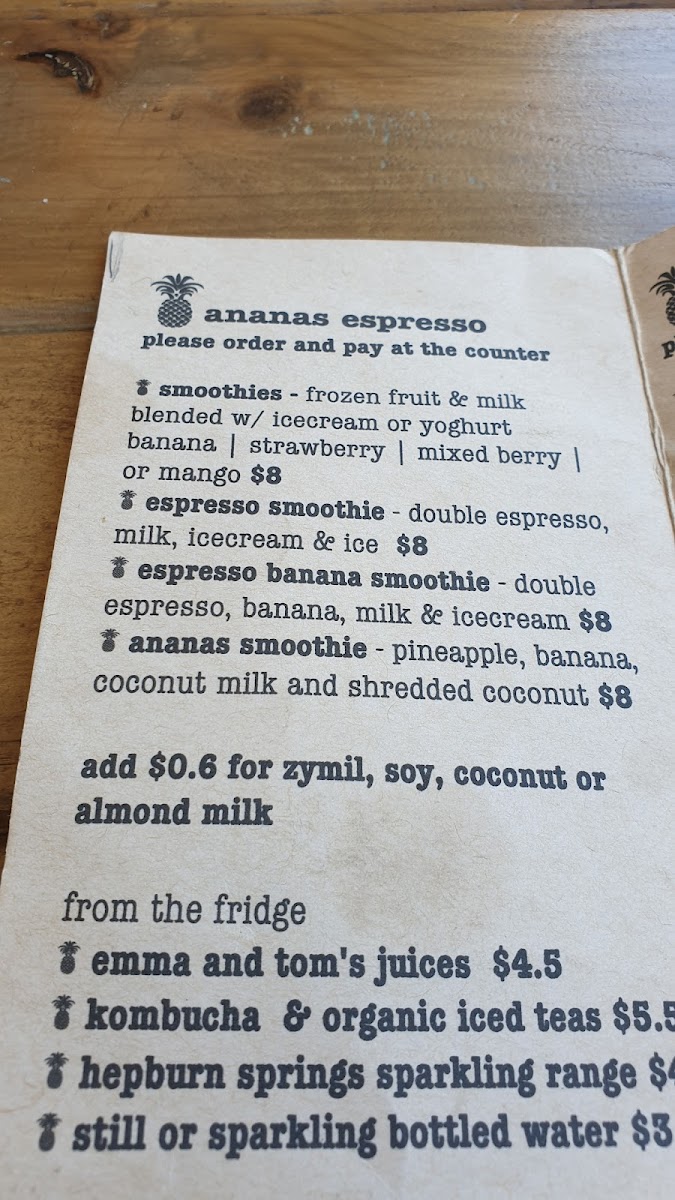 ananas espresso
please order and pay at the counter
smoothies - frozen fruit & milk
blended w/ icecream or yoghurt
banana | strawberry | mixed berry |
or mango $8
espresso smoothie - double espresso,
milk, icecream & ice $8
espresso banana smoothie - double
espresso, banana, milk & icecream $8
ananas smoothie - pineapple, banana,
coconut milk and shredded coconut $8
add $0.6 for zymil, soy, coconut or
almond milk
from the fridge
emma and tom's juices $4.5
kombucha & organic iced teas $5.5
hepburn springs sparkling range $4
still or sparkling bottled water $3